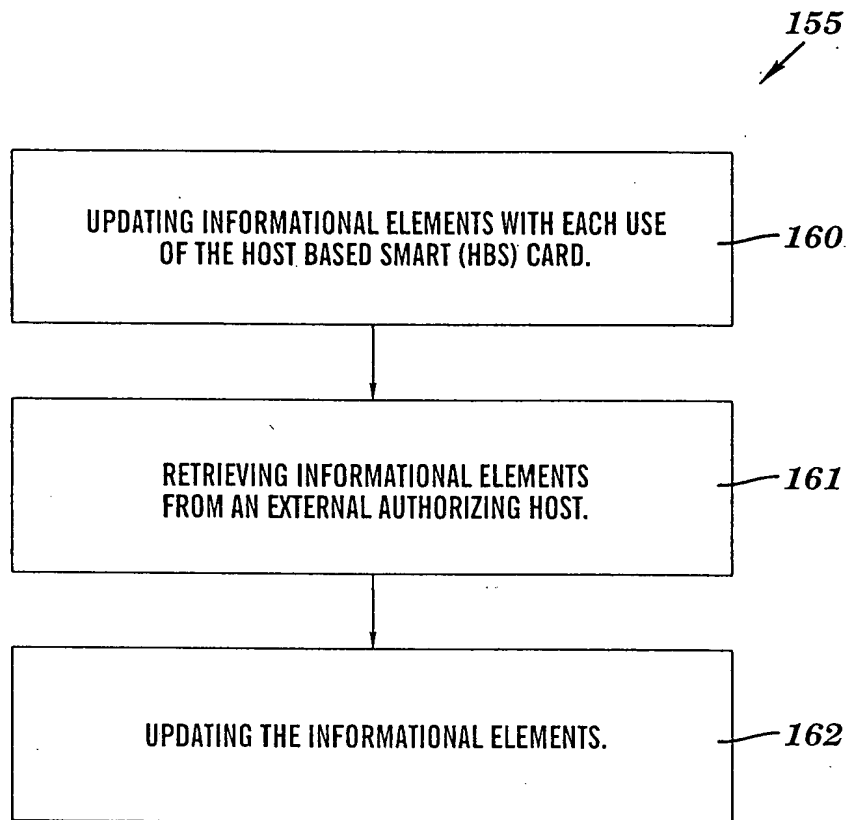 155
UPDATING INFORMATIONAL ELEMENTS WITH EACH USE
OF THE HOST BASED SMART (HBS) CARD.
160
RETRIEVING INFORMATIONAL ELEMENTS
FROM AN EXTERNAL AUTHORIZING HOST.
161
UPDATING THE INFORMATIONAL ELEMENTS.
162